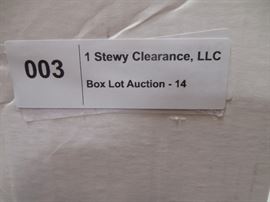 003
1 Stewy Clearance, LLC
Box Lot Auction - 14